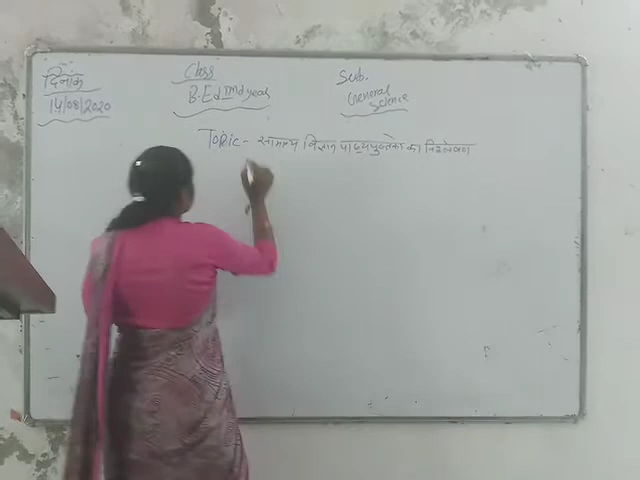 दिनांक
14/08/2020
Class
B.Ed IInd year
Sub.
General
Science
Topic - सामान्य विज्ञान पाठ्यपुस्तक का विश्लेषण